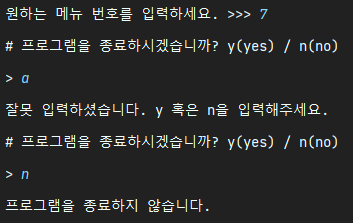 원하는 메뉴 번호를 입력하세요. >>> 7
# 프로그램을 종료하시겠습니까? y(yes) / n(no)
> a
잘못 입력하셨습니다. y 혹은 n을 입력해주세요.
# 프로그램을 종료하시겠습니까? y(yes) / n(no)
> n
프로그램을 종료하지 않습니다.